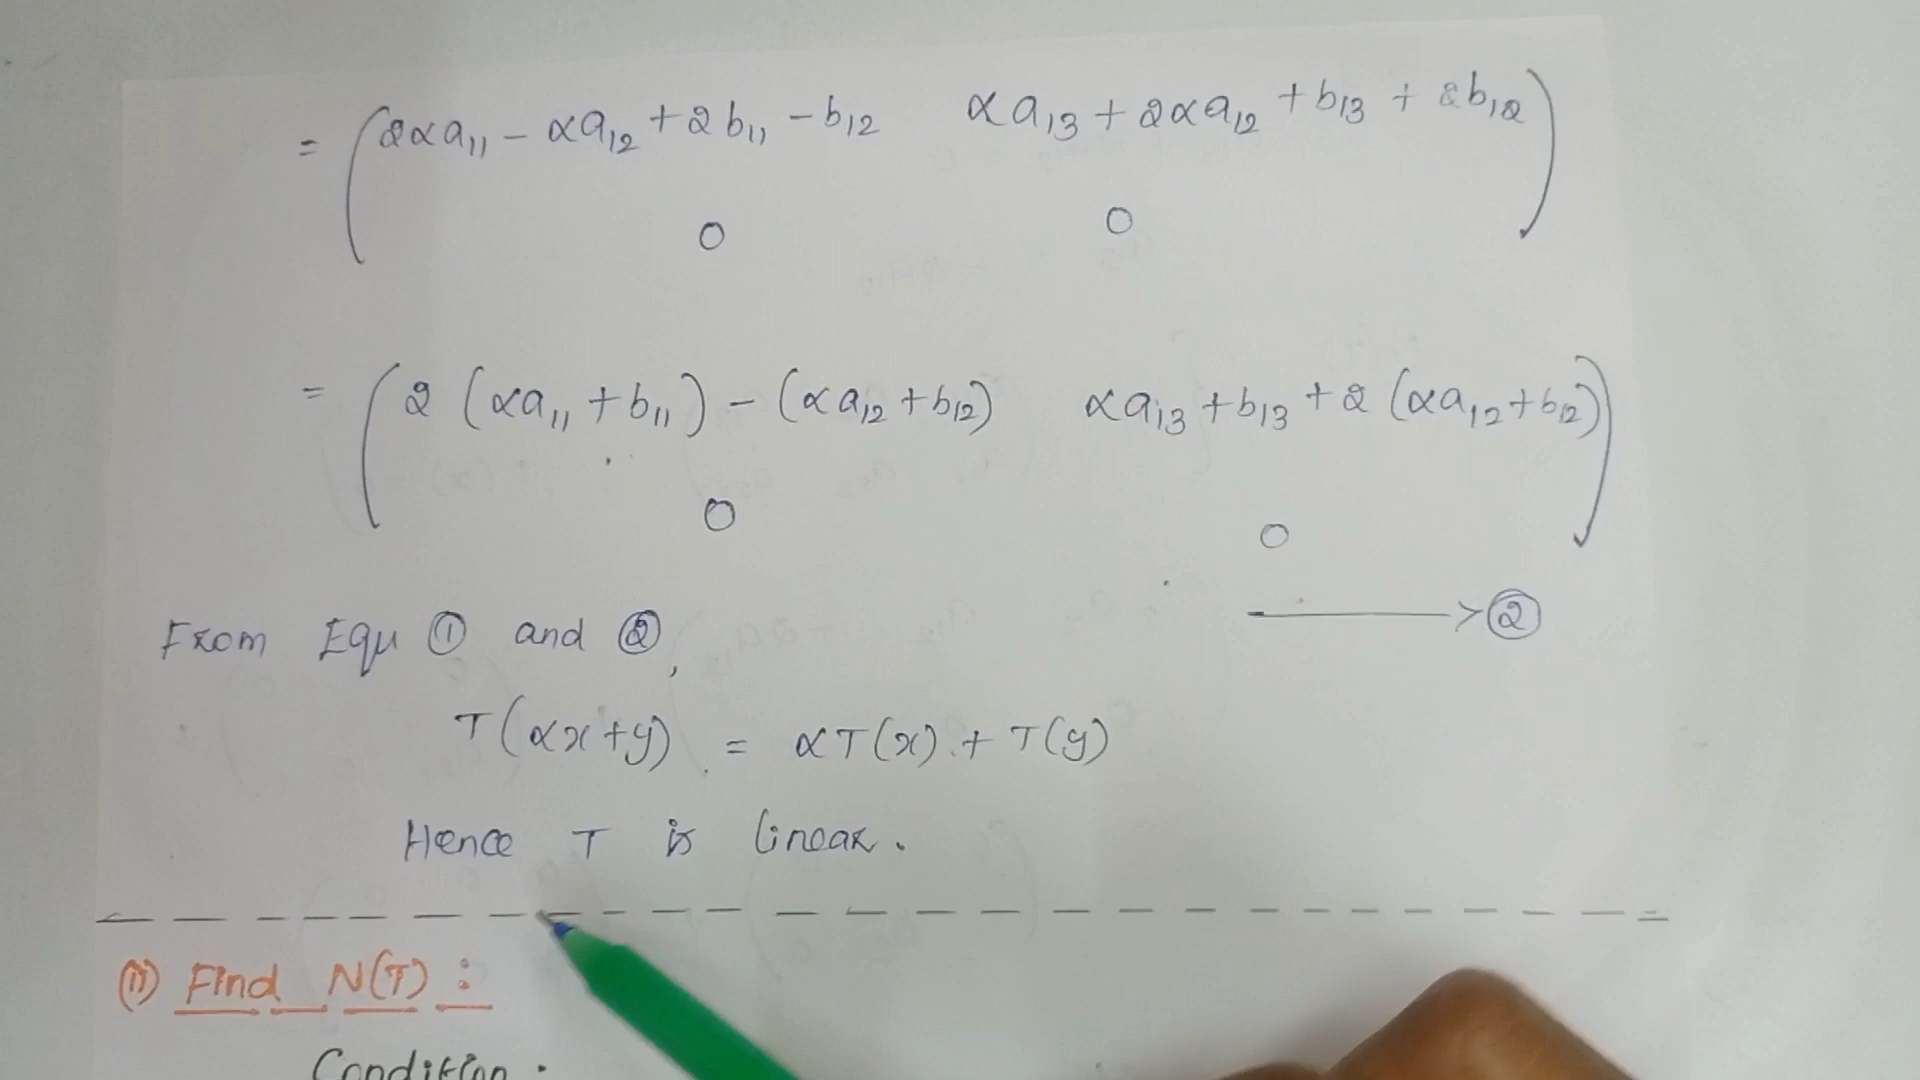 = ( 2αa₁₁ − αa₁₂ + 2b₁₁ − b₁₂   αa₁₃ + 2αa₁₂ + b₁₃ + 2b₁₂ )
0   0
= ( 2 (αa₁₁ + b₁₁) − (αa₁₂ + b₁₂)   αa₁₃ + b₁₃ + 2 (αa₁₂ + b₁₂) )
0   0
⟶ ②
From Equ ① and ②,
T(αx + y) = αT(x) + T(y)
Hence T is linear.
(ii) Find N(T) :
Condition :